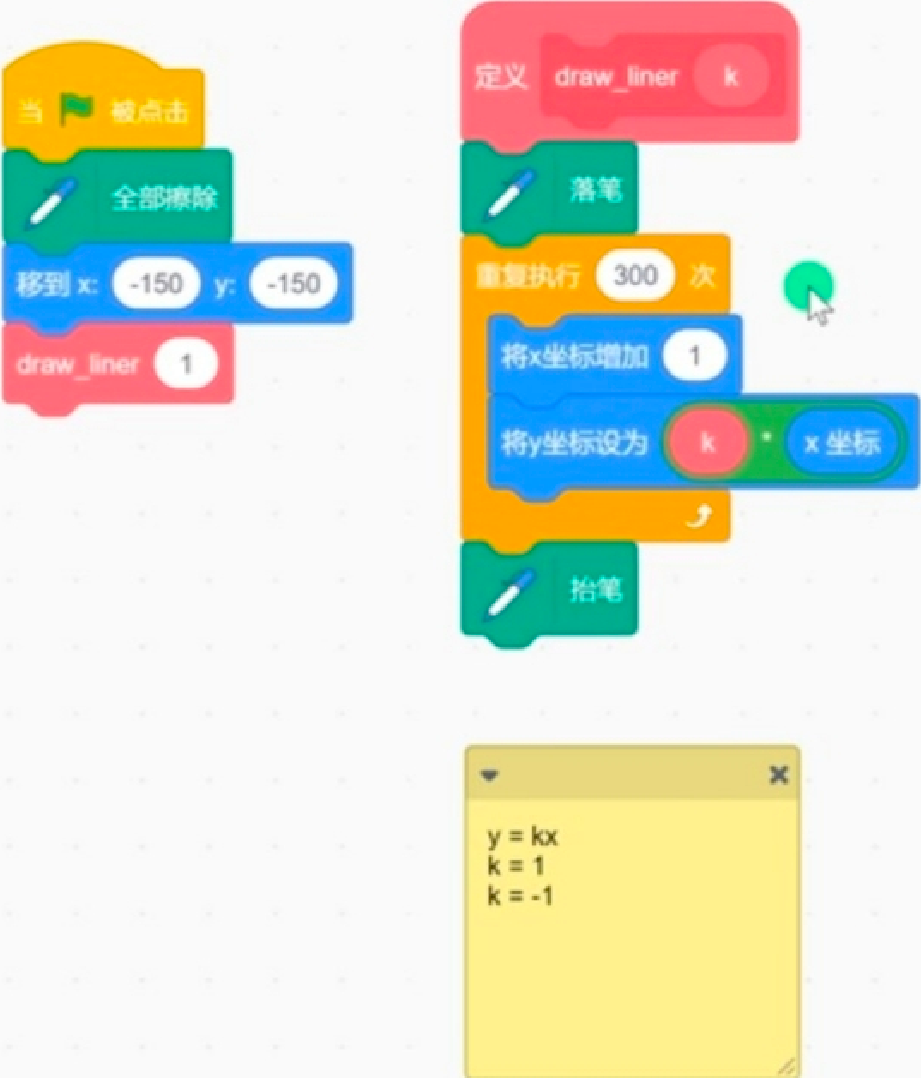 当 被点击
全部擦除
移到 x: -150 y: -150
draw_liner 1
定义 draw_liner k
落笔
重复执行 300 次
将x坐标增加 1
将y坐标设为 k * x 坐标
抬笔
y = kx
k = 1
k = -1